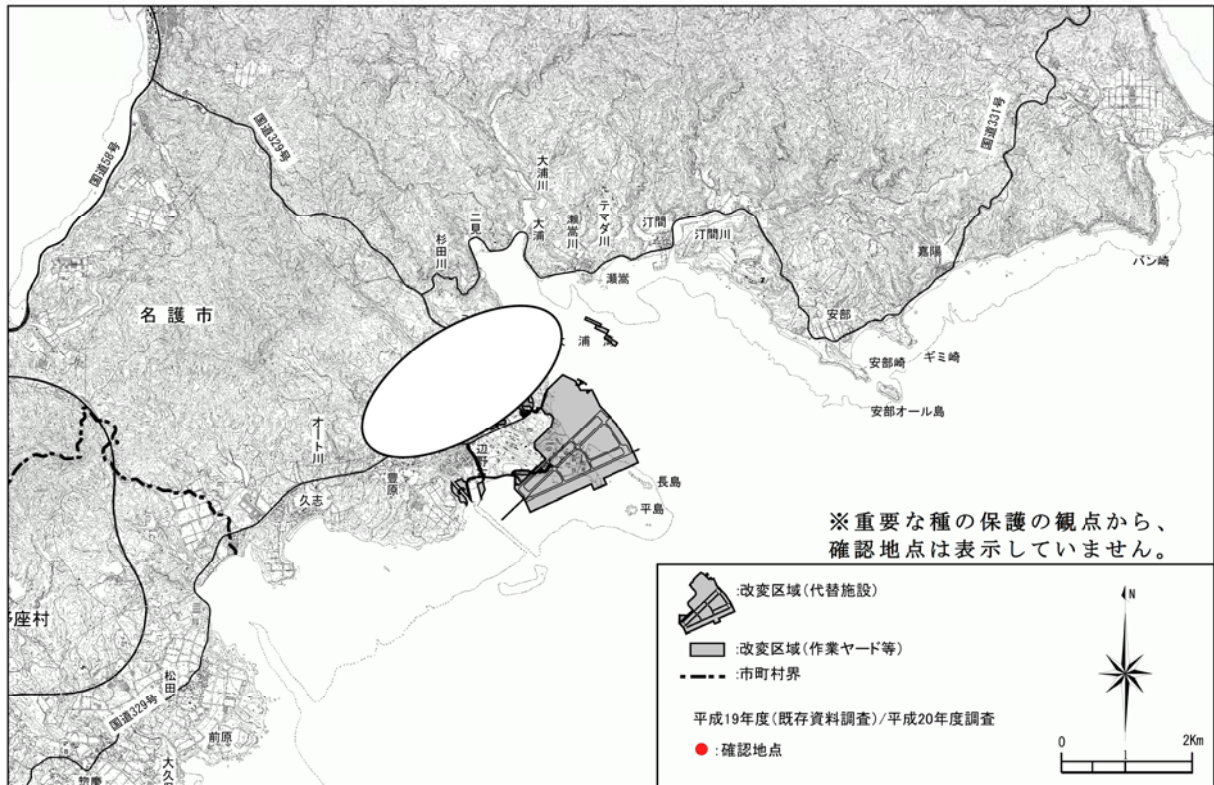 国道58号
国道329号
国道331号
大浦川
二見
大浦
瀬嵩川
テマダ川
汀間
汀間川
杉田川
瀬嵩
嘉陽
バン崎
名護市
安部
安部崎
ギミ崎
安部オール島
オート川
辺野
豊原
久志
長島
平島
※重要な種の保護の観点から、
確認地点は表示していません。
座村
松田
国道329号
前原
惣慶
大久
:改変区域(代替施設)
:改変区域(作業ヤード等)
:市町村界
平成19年度(既存資料調査)/平成20年度調査
:確認地点
N
0
1
2Km